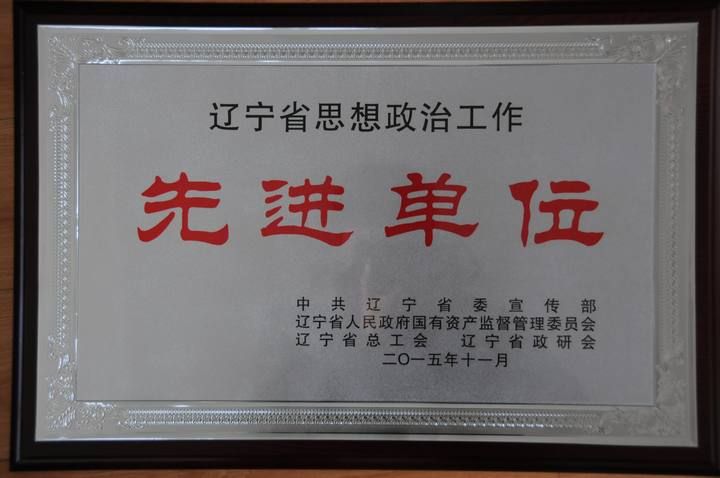 辽宁省思想政治工作
先进单位
中共辽宁省委宣传部
辽宁省人民政府国有资产监督管理委员会
辽宁省总工会 辽宁省政研会
二〇一五年十一月